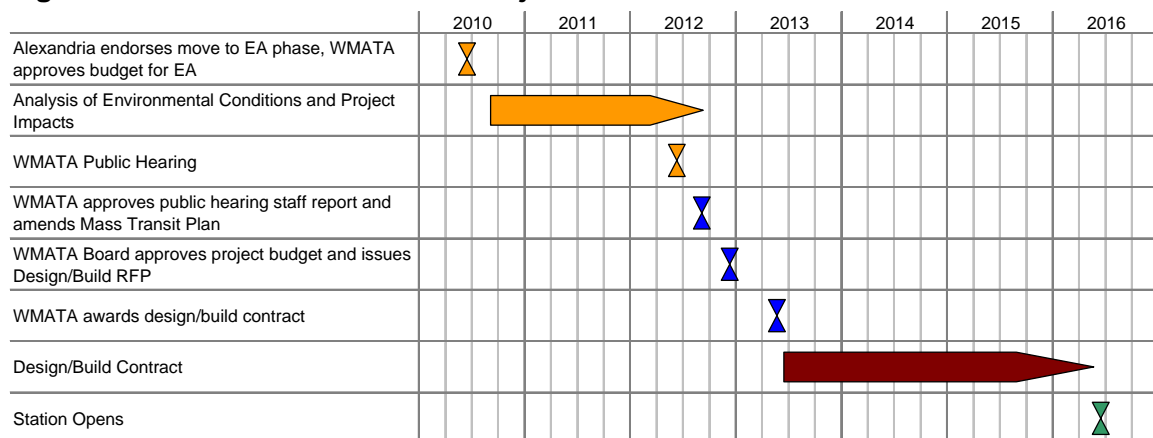 2010 2011 2012 2013 2014 2015 2016
Alexandria endorses move to EA phase, WMATA
approves budget for EA
Analysis of Environmental Conditions and Project
Impacts
WMATA Public Hearing
WMATA approves public hearing staff report and
amends Mass Transit Plan
WMATA Board approves project budget and issues
Design/Build RFP
WMATA awards design/build contract
Design/Build Contract
Station Opens